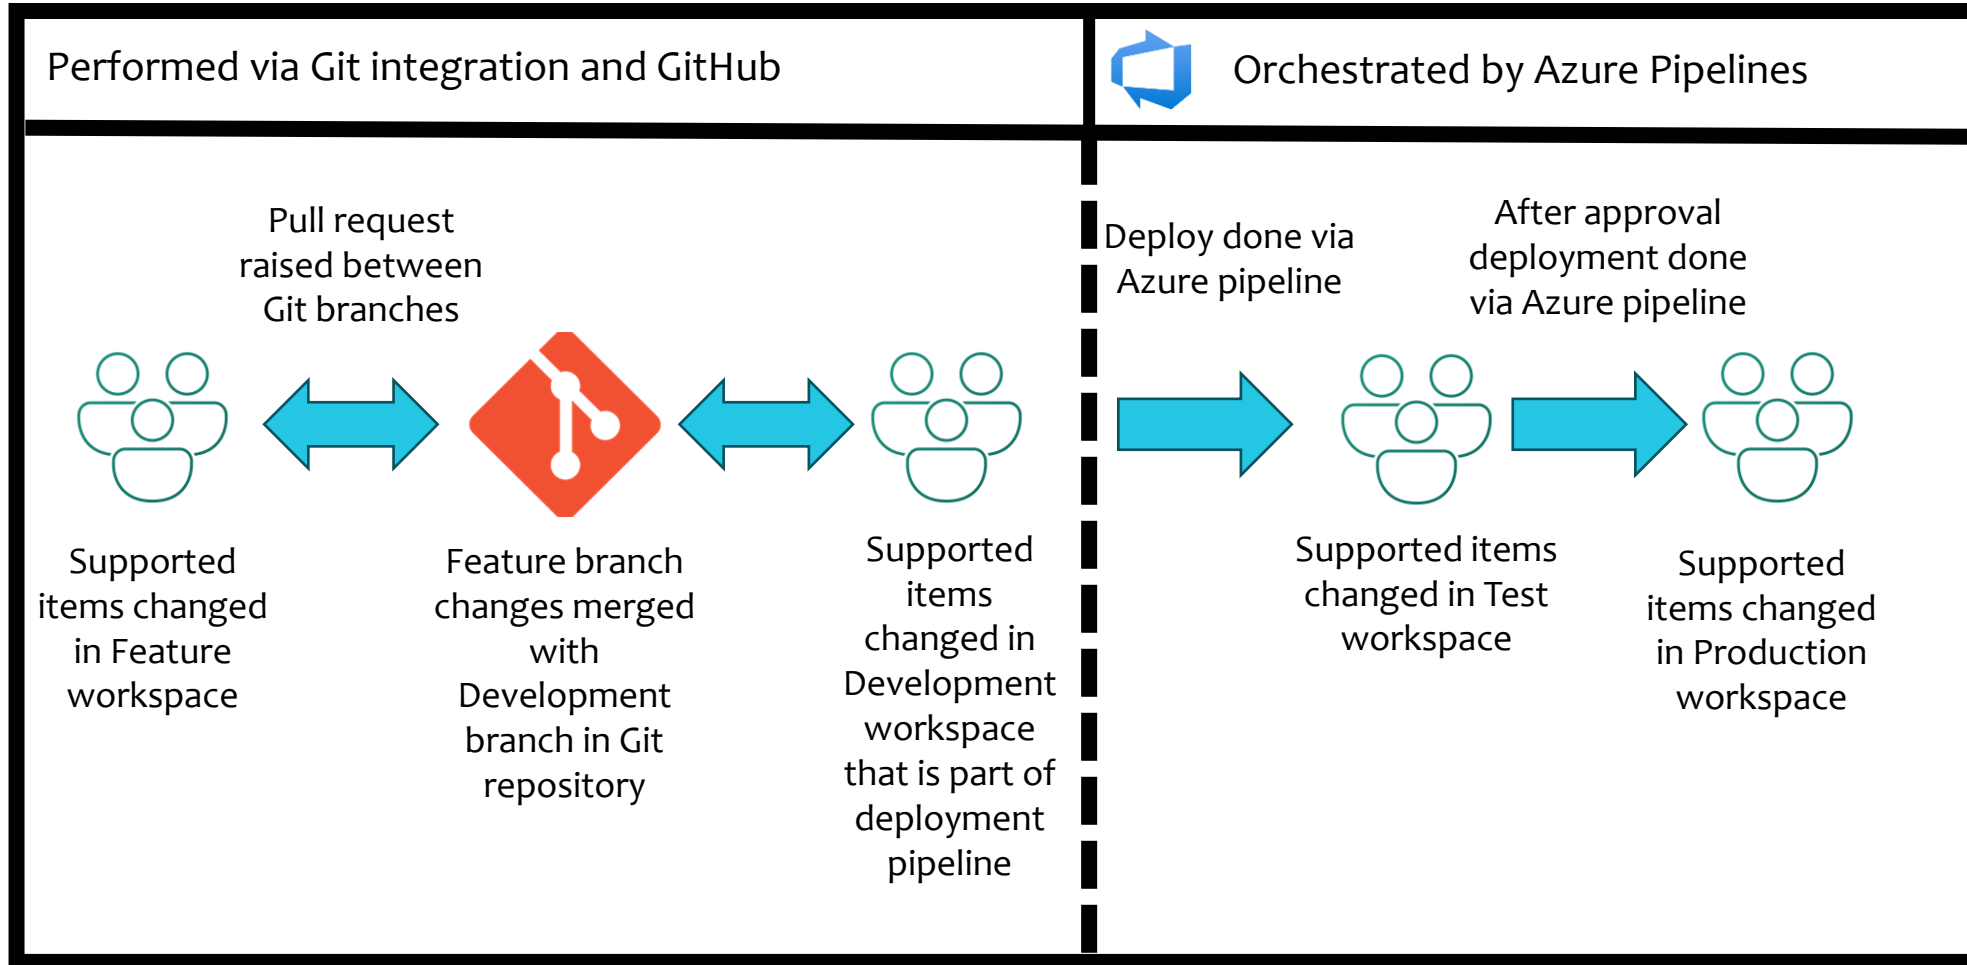 Performed via Git integration and GitHub
Orchestrated by Azure Pipelines
Pull request
raised between
Git branches
Deploy done via
Azure pipeline
After approval
deployment done
via Azure pipeline
Supported
items changed
in Feature
workspace
Feature branch
changes merged
with
Development
branch in Git
repository
Supported
items
changed in
Development
workspace
that is part of
deployment
pipeline
Supported items
changed in Test
workspace
Supported
items changed
in Production
workspace